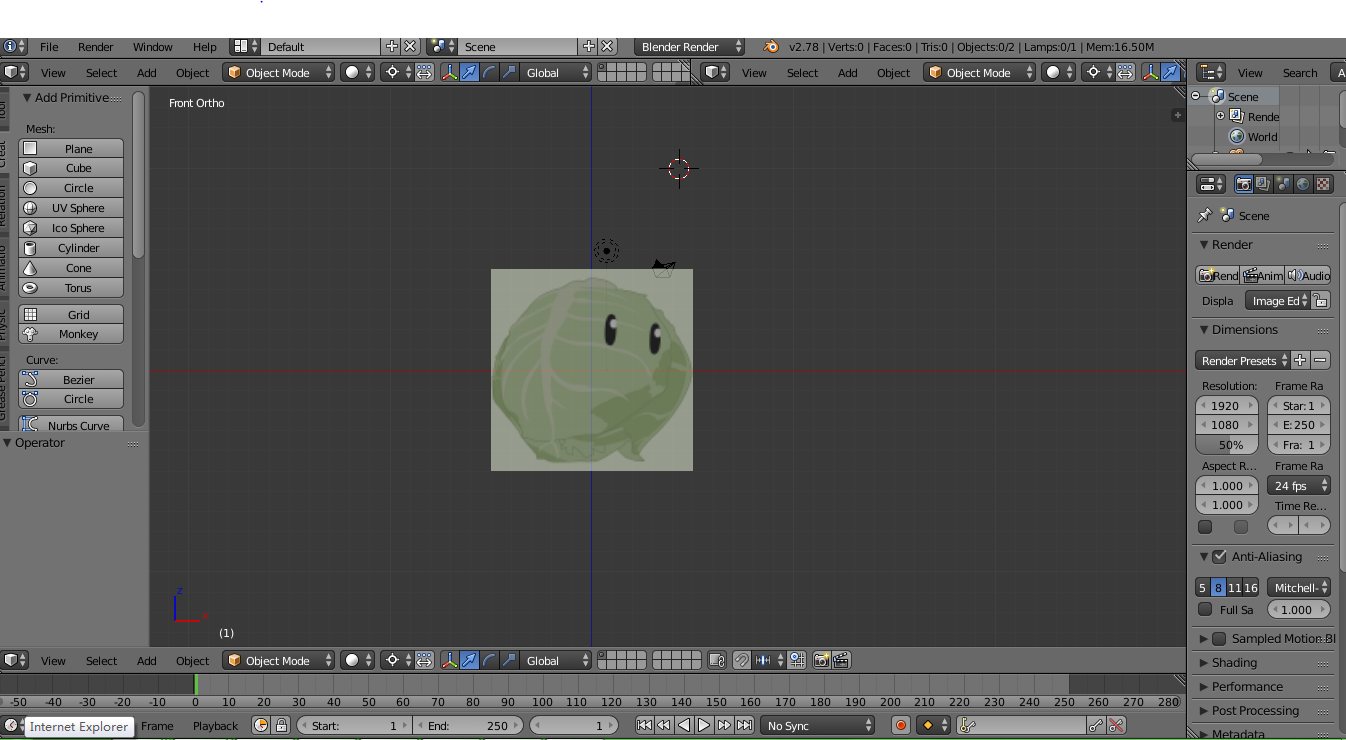 File Render Window Help Default Scene Blender Render v2.78 | Verts:0 | Faces:0 | Tris:0 | Objects:0/2 | Lamps:0/1 | Mem:16.50M
View Select Add Object Object Mode Global View Select Add Object Object Mode View Search A
Add Primitive
Front Ortho
Scene
Rende
World
Mesh:
Plane
Cube
Circle
UV Sphere
Ico Sphere
Cylinder
Cone
Torus
Grid
Monkey
Curve:
Bezier
Circle
Nurbs Curve
Operator
Relation
Animatio
Physic
Grease Penci
z
x
(1)
Scene
Render
Rend Anim Audio
Displa Image Ed
Dimensions
Render Presets
Resolution: Frame Ra
1920 Star: 1
1080 E: 250
50% Fra: 1
Aspect R... Frame Ra
1.000 24 fps
1.000 Time Re...
Anti-Aliasing
5 8 11 16 Mitchell-
Full Sa 1.000
Sampled Motion Bl
Shading
Performance
Post Processing
Metadata
View Select Add Object Object Mode Global
-50 -40 -30 -20 -10 0 10 20 30 40 50 60 70 80 90 100 110 120 130 140 150 160 170 180 190 200 210 220 230 240 250 260 270 280
Internet Explorer Frame Playback Start: 1 End: 250 1 No Sync